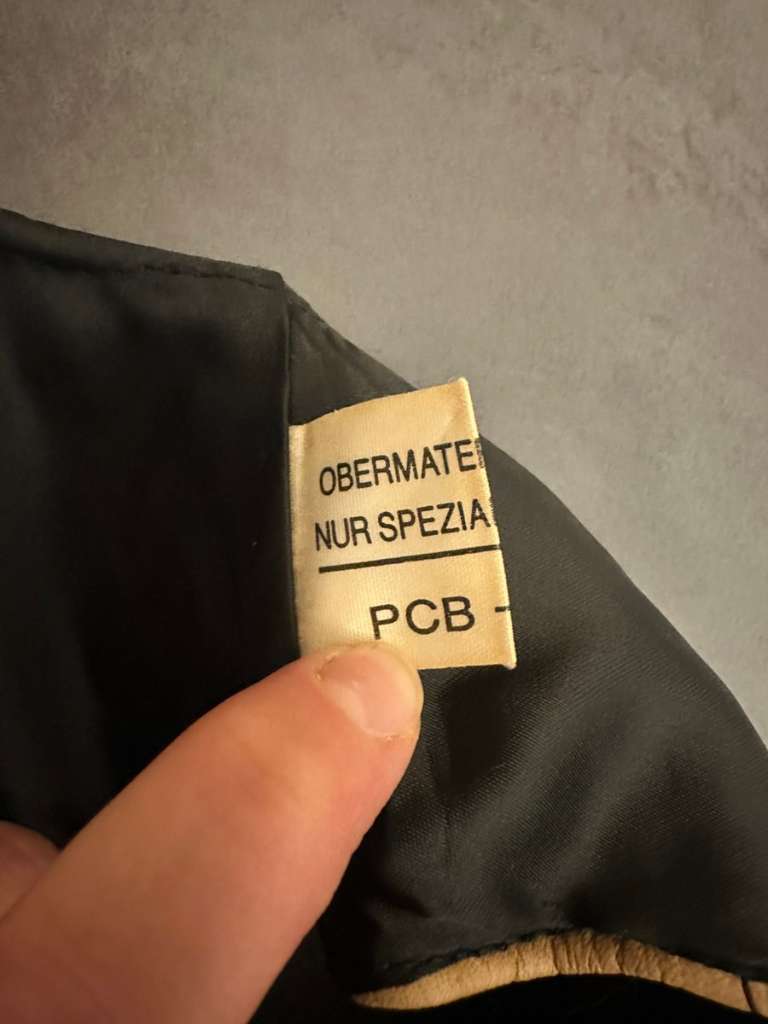 OBERMATE
NUR SPEZIA
PCB -